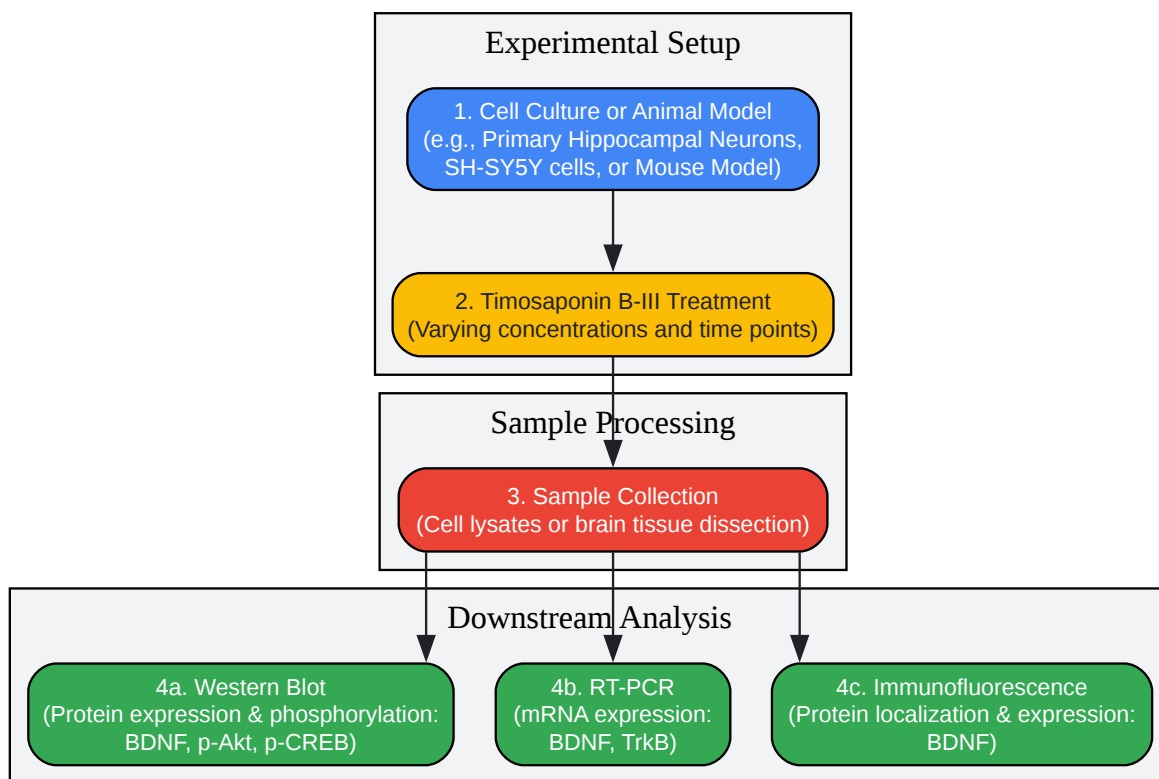 Experimental Setup
1. Cell Culture or Animal Model
(e.g., Primary Hippocampal Neurons,
SH-SY5Y cells, or Mouse Model)
2. Timosaponin B-III Treatment
(Varying concentrations and time points)
Sample Processing
3. Sample Collection
(Cell lysates or brain tissue dissection)
Downstream Analysis
4a. Western Blot
(Protein expression & phosphorylation:
BDNF, p-Akt, p-CREB)
4b. RT-PCR
(mRNA expression:
BDNF, TrkB)
4c. Immunofluorescence
(Protein localization & expression:
BDNF)